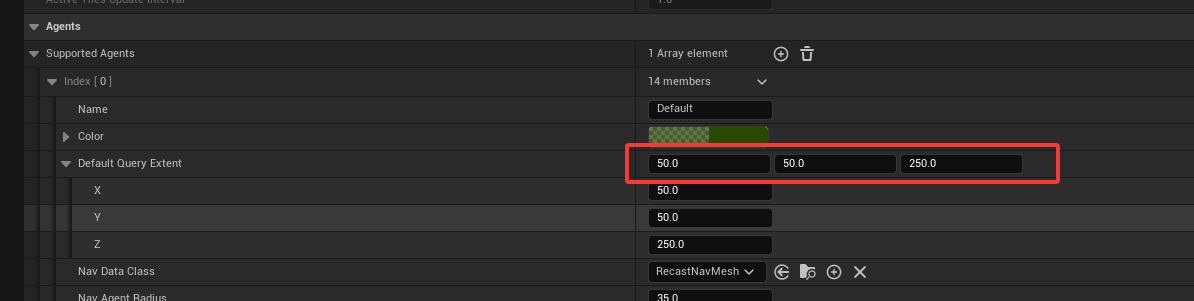 Active Tiles Update Interval
1.0
Agents
Supported Agents 1 Array element
Index [ 0 ] 14 members
Name Default
Color
Default Query Extent 50.0 50.0 250.0
X 50.0
Y 50.0
Z 250.0
Nav Data Class RecastNavMesh
Nav Agent Radius 35.0